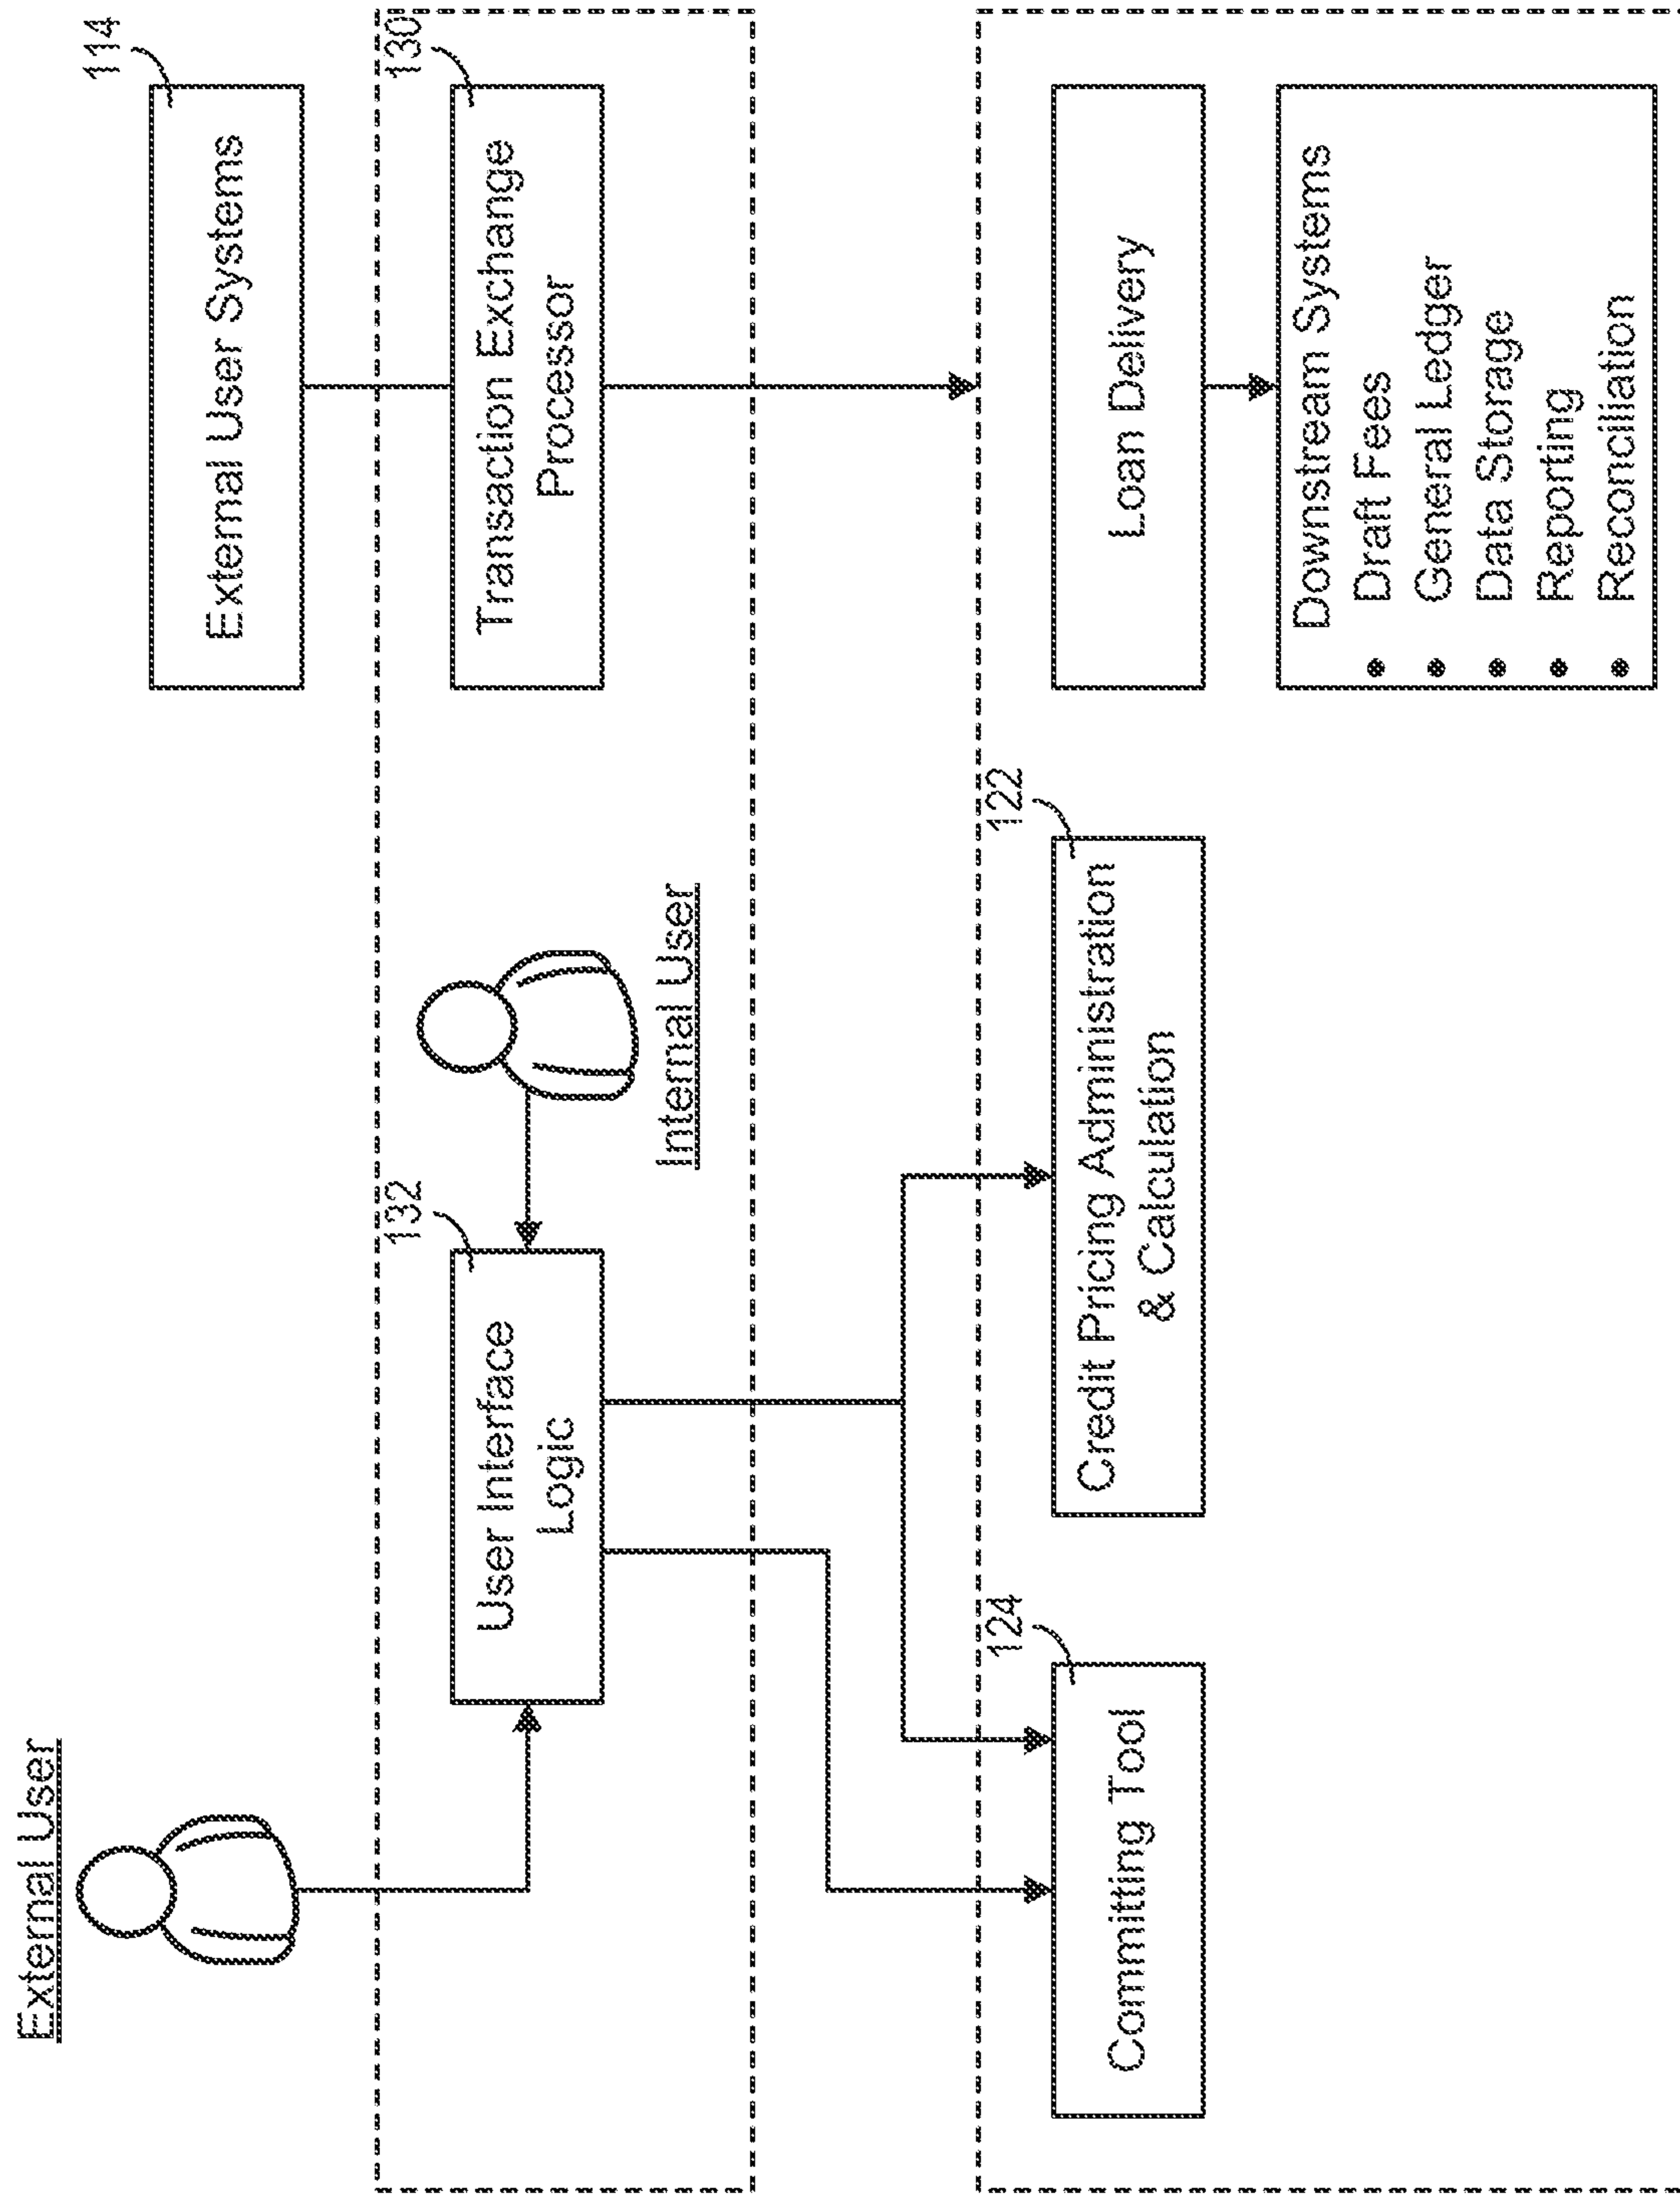 External User
114
External User Systems
132
User Interface
Logic
Internal User
130
Transaction Exchange
Processor
124
Committing Tool
122
Credit Pricing Administration
& Calculation
Loan Delivery
Downstream Systems
• Draft Fees
• General Ledger
• Data Storage
• Reporting
• Reconciliation